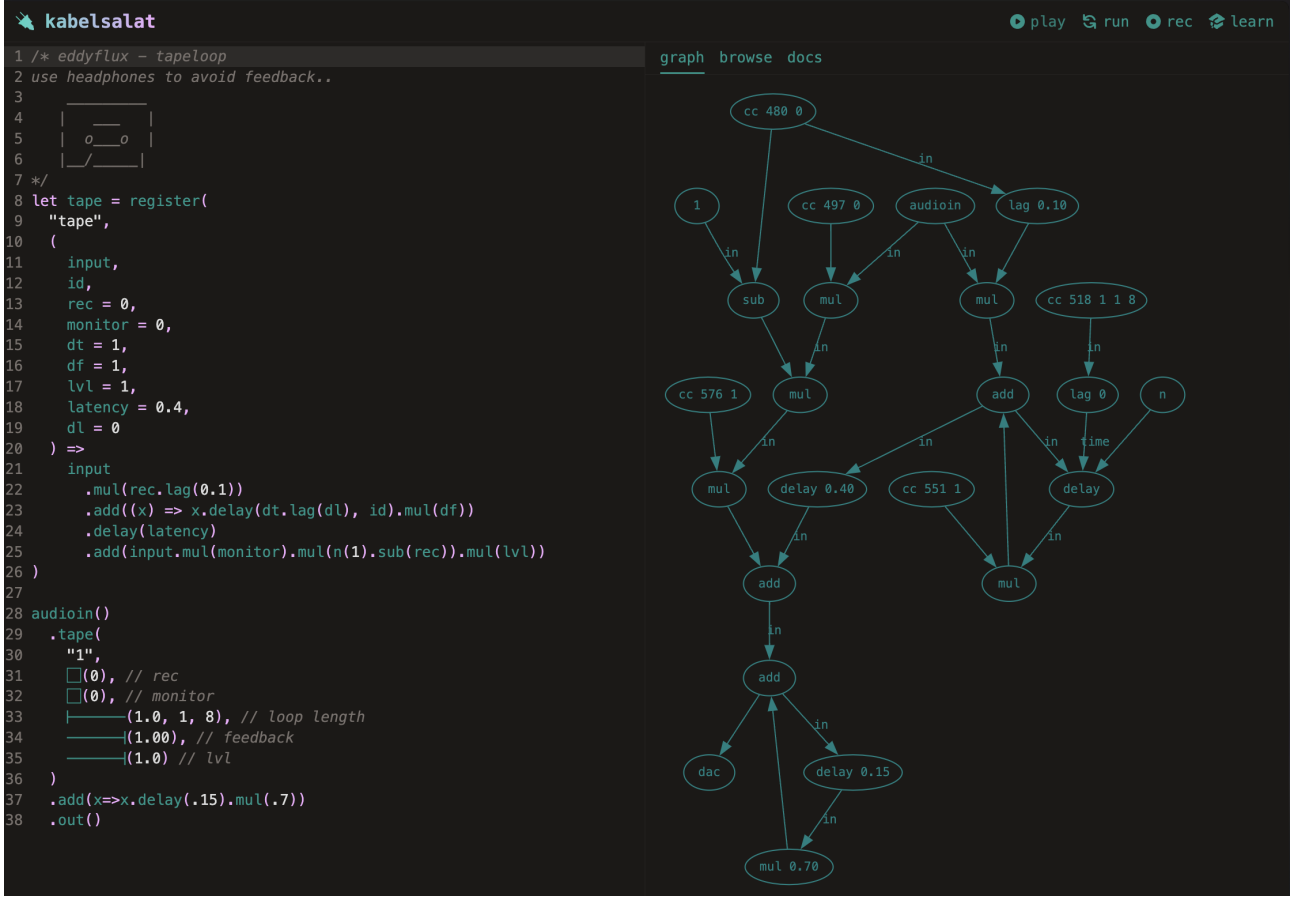 kabelsalat
play run rec learn
1 /* eddyflux – tapeloop
2 use headphones to avoid feedback..
3      __________
4     |   ___   |
5     |  o___o  |
6     |__/_____|
7 */
8 let tape = register(
9   "tape",
10   (
11     input,
12     id,
13     rec = 0,
14     monitor = 0,
15     dt = 1,
16     df = 1,
17     lvl = 1,
18     latency = 0.4,
19     dl = 0
20   ) =>
21     input
22       .mul(rec.lag(0.1))
23       .add((x) => x.delay(dt.lag(dl), id).mul(df))
24       .delay(latency)
25       .add(input.mul(monitor).mul(n(1).sub(rec)).mul(lvl))
26 )
27
28 audioin()
29   .tape(
30     "1",
31     (0), // rec
32     (0), // monitor
33     (1.0, 1, 8), // loop length
34     (1.00), // feedback
35     (1.0) // lvl
36   )
37   .add(x=>x.delay(.15).mul(.7))
38   .out()
graph browse docs
cc 480 0
in
1
cc 497 0
audioin
lag 0.10
in
in
in
sub
mul
mul
cc 518 1 1 8
in
in
in
cc 576 1
mul
add
lag 0
n
in
in
in
time
mul
delay 0.40
cc 551 1
delay
in
in
add
mul
in
add
in
dac
delay 0.15
in
mul 0.70